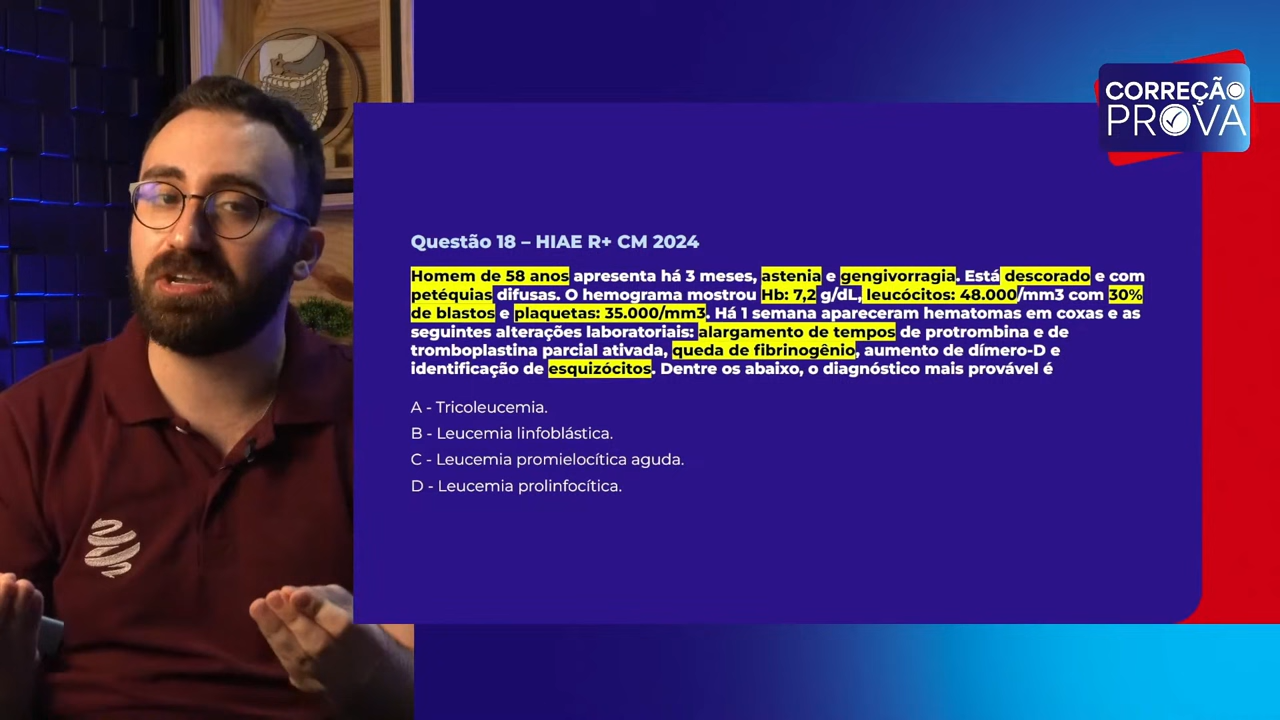 CORREÇÃO
PROVA
Questão 18 – HIAE R+ CM 2024
Homem de 58 anos apresenta há 3 meses, astenia e gengivorragia. Está descorado e com
petéquias difusas. O hemograma mostrou Hb: 7,2 g/dL, leucócitos: 48.000/mm3 com 30%
de blastos e plaquetas: 35.000/mm3. Há 1 semana apareceram hematomas em coxas e as
seguintes alterações laboratoriais: alargamento de tempos de protrombina e de
tromboplastina parcial ativada, queda de fibrinogênio, aumento de dímero-D e
identificação de esquizócitos. Dentre os abaixo, o diagnóstico mais provável é
A - Tricoleucemia.
B - Leucemia linfoblástica.
C - Leucemia promielocítica aguda.
D - Leucemia prolinfocítica.